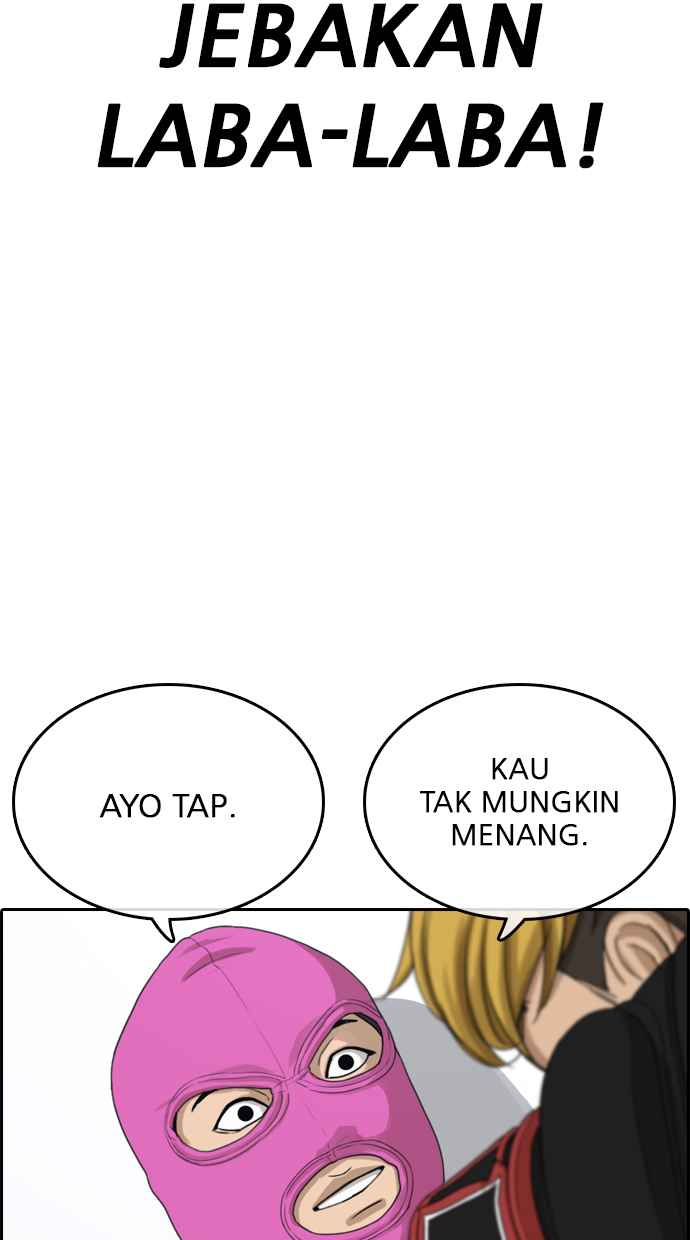 JEBAKAN
LABA-LABA!
AYO TAP.
KAU
TAK MUNGKIN
MENANG.